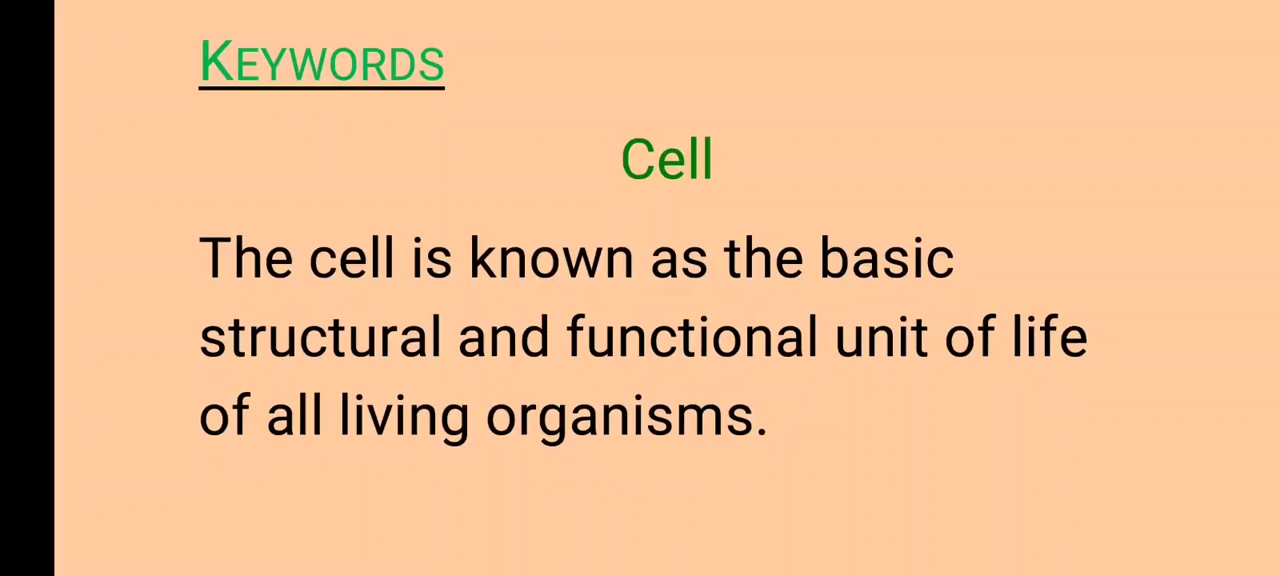 KEYWORDS
Cell
The cell is known as the basic
structural and functional unit of life
of all living organisms.